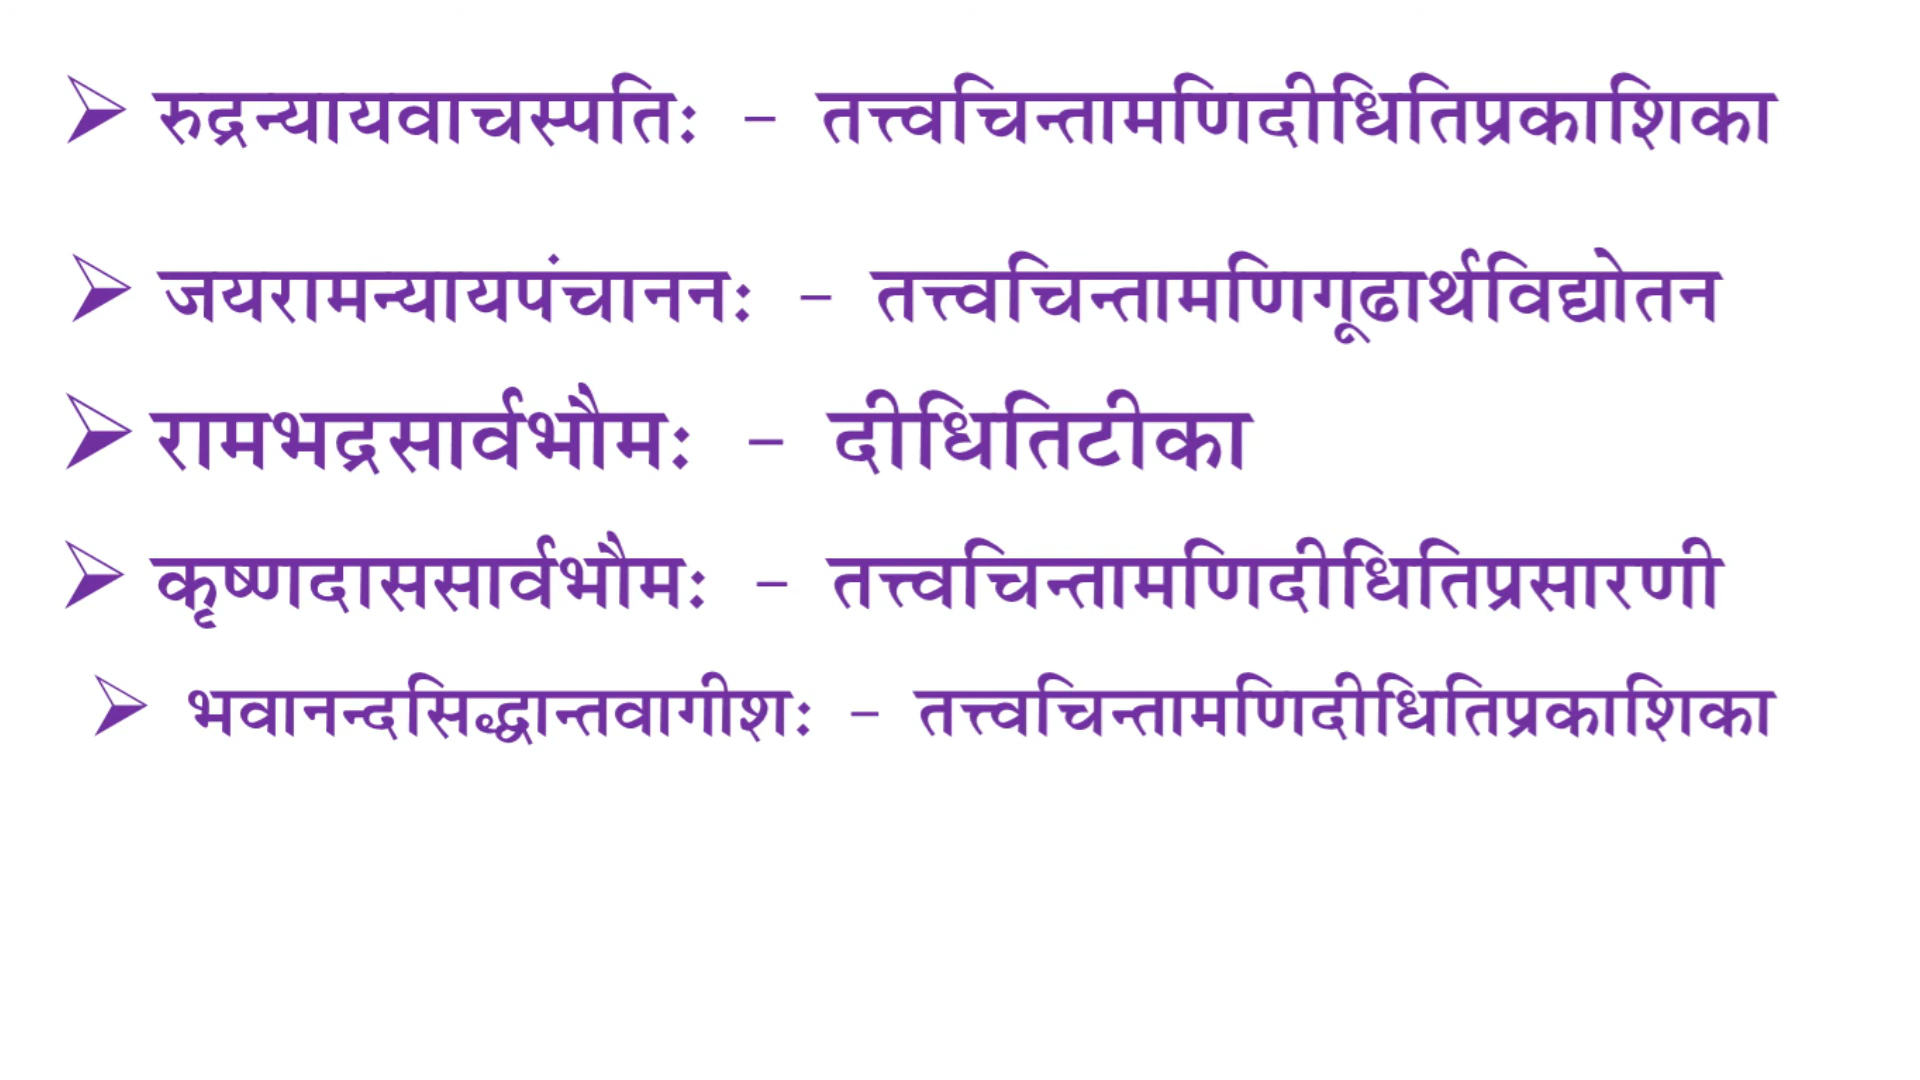 ➢ रुद्रन्यायवाचस्पतिः – तत्त्वचिन्तामणिदीधितिप्रकाशिका
➢ जयरामन्यायपंचाननः – तत्त्वचिन्तामणिगूढार्थविद्योतन
➢ रामभद्रसार्वभौमः – दीधितिटीका
➢ कृष्णदाससार्वभौमः – तत्त्वचिन्तामणिदीधितिप्रसारणी
➢ भवानन्दसिद्धान्तवागीशः – तत्त्वचिन्तामणिदीधितिप्रकाशिका